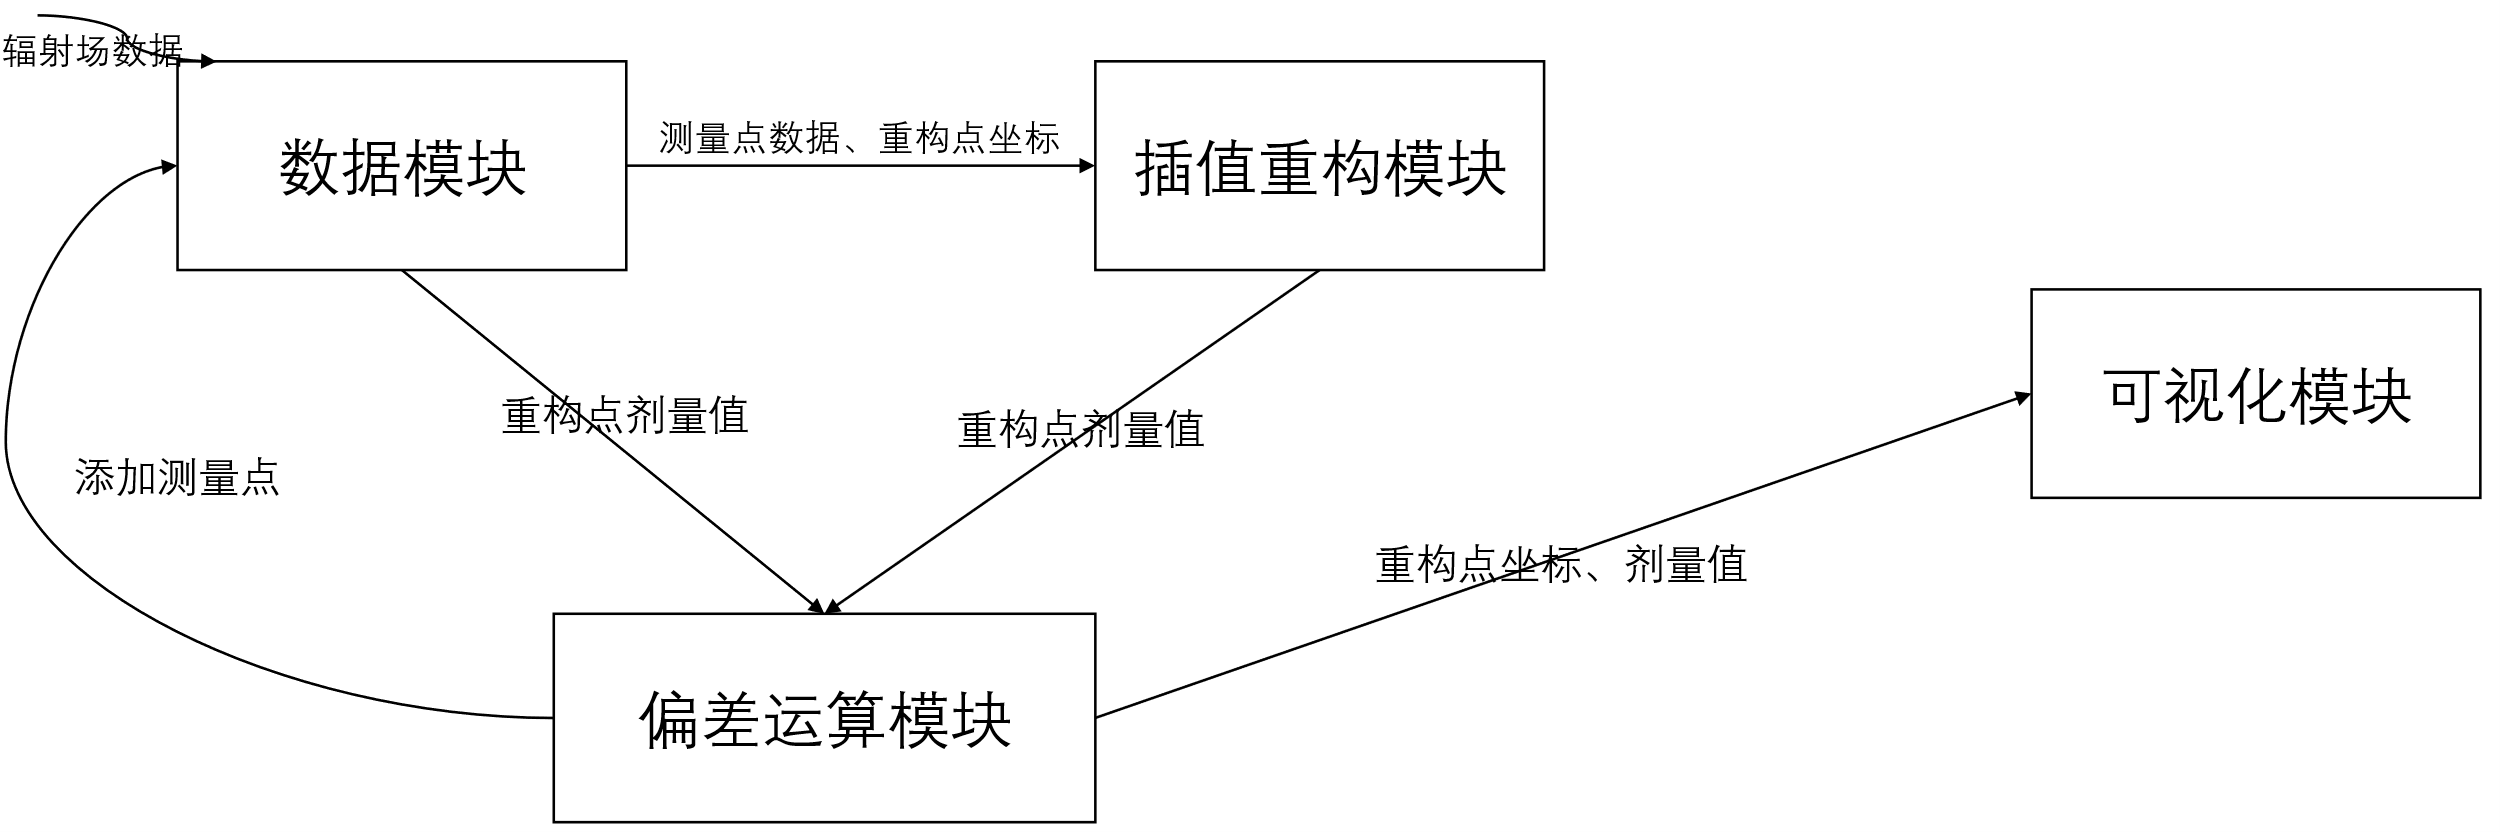 辐射场数据
测量点数据、重构点坐标
数据模块
插值重构模块
可视化模块
重构点剂量值
重构点剂量值
添加测量点
重构点坐标、剂量值
偏差运算模块